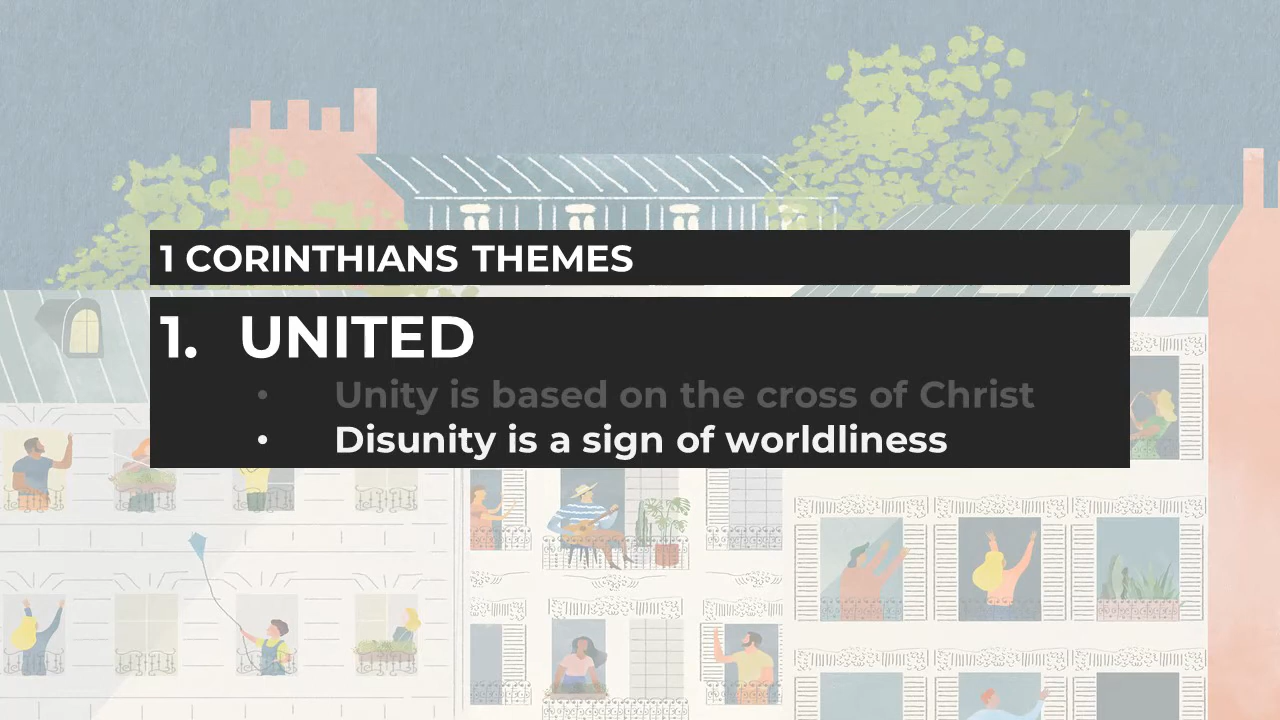 1 CORINTHIANS THEMES
1. UNITED
• Unity is based on the cross of Christ
• Disunity is a sign of worldliness